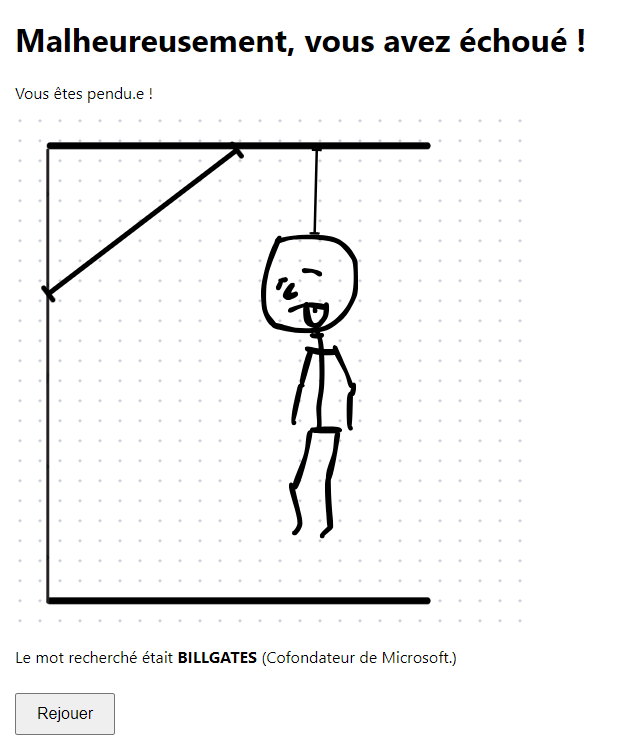 Malheureusement, vous avez échoué !
Vous êtes pendu.e !
Le mot recherché était BILLGATES (Cofondateur de Microsoft.)
Rejouer